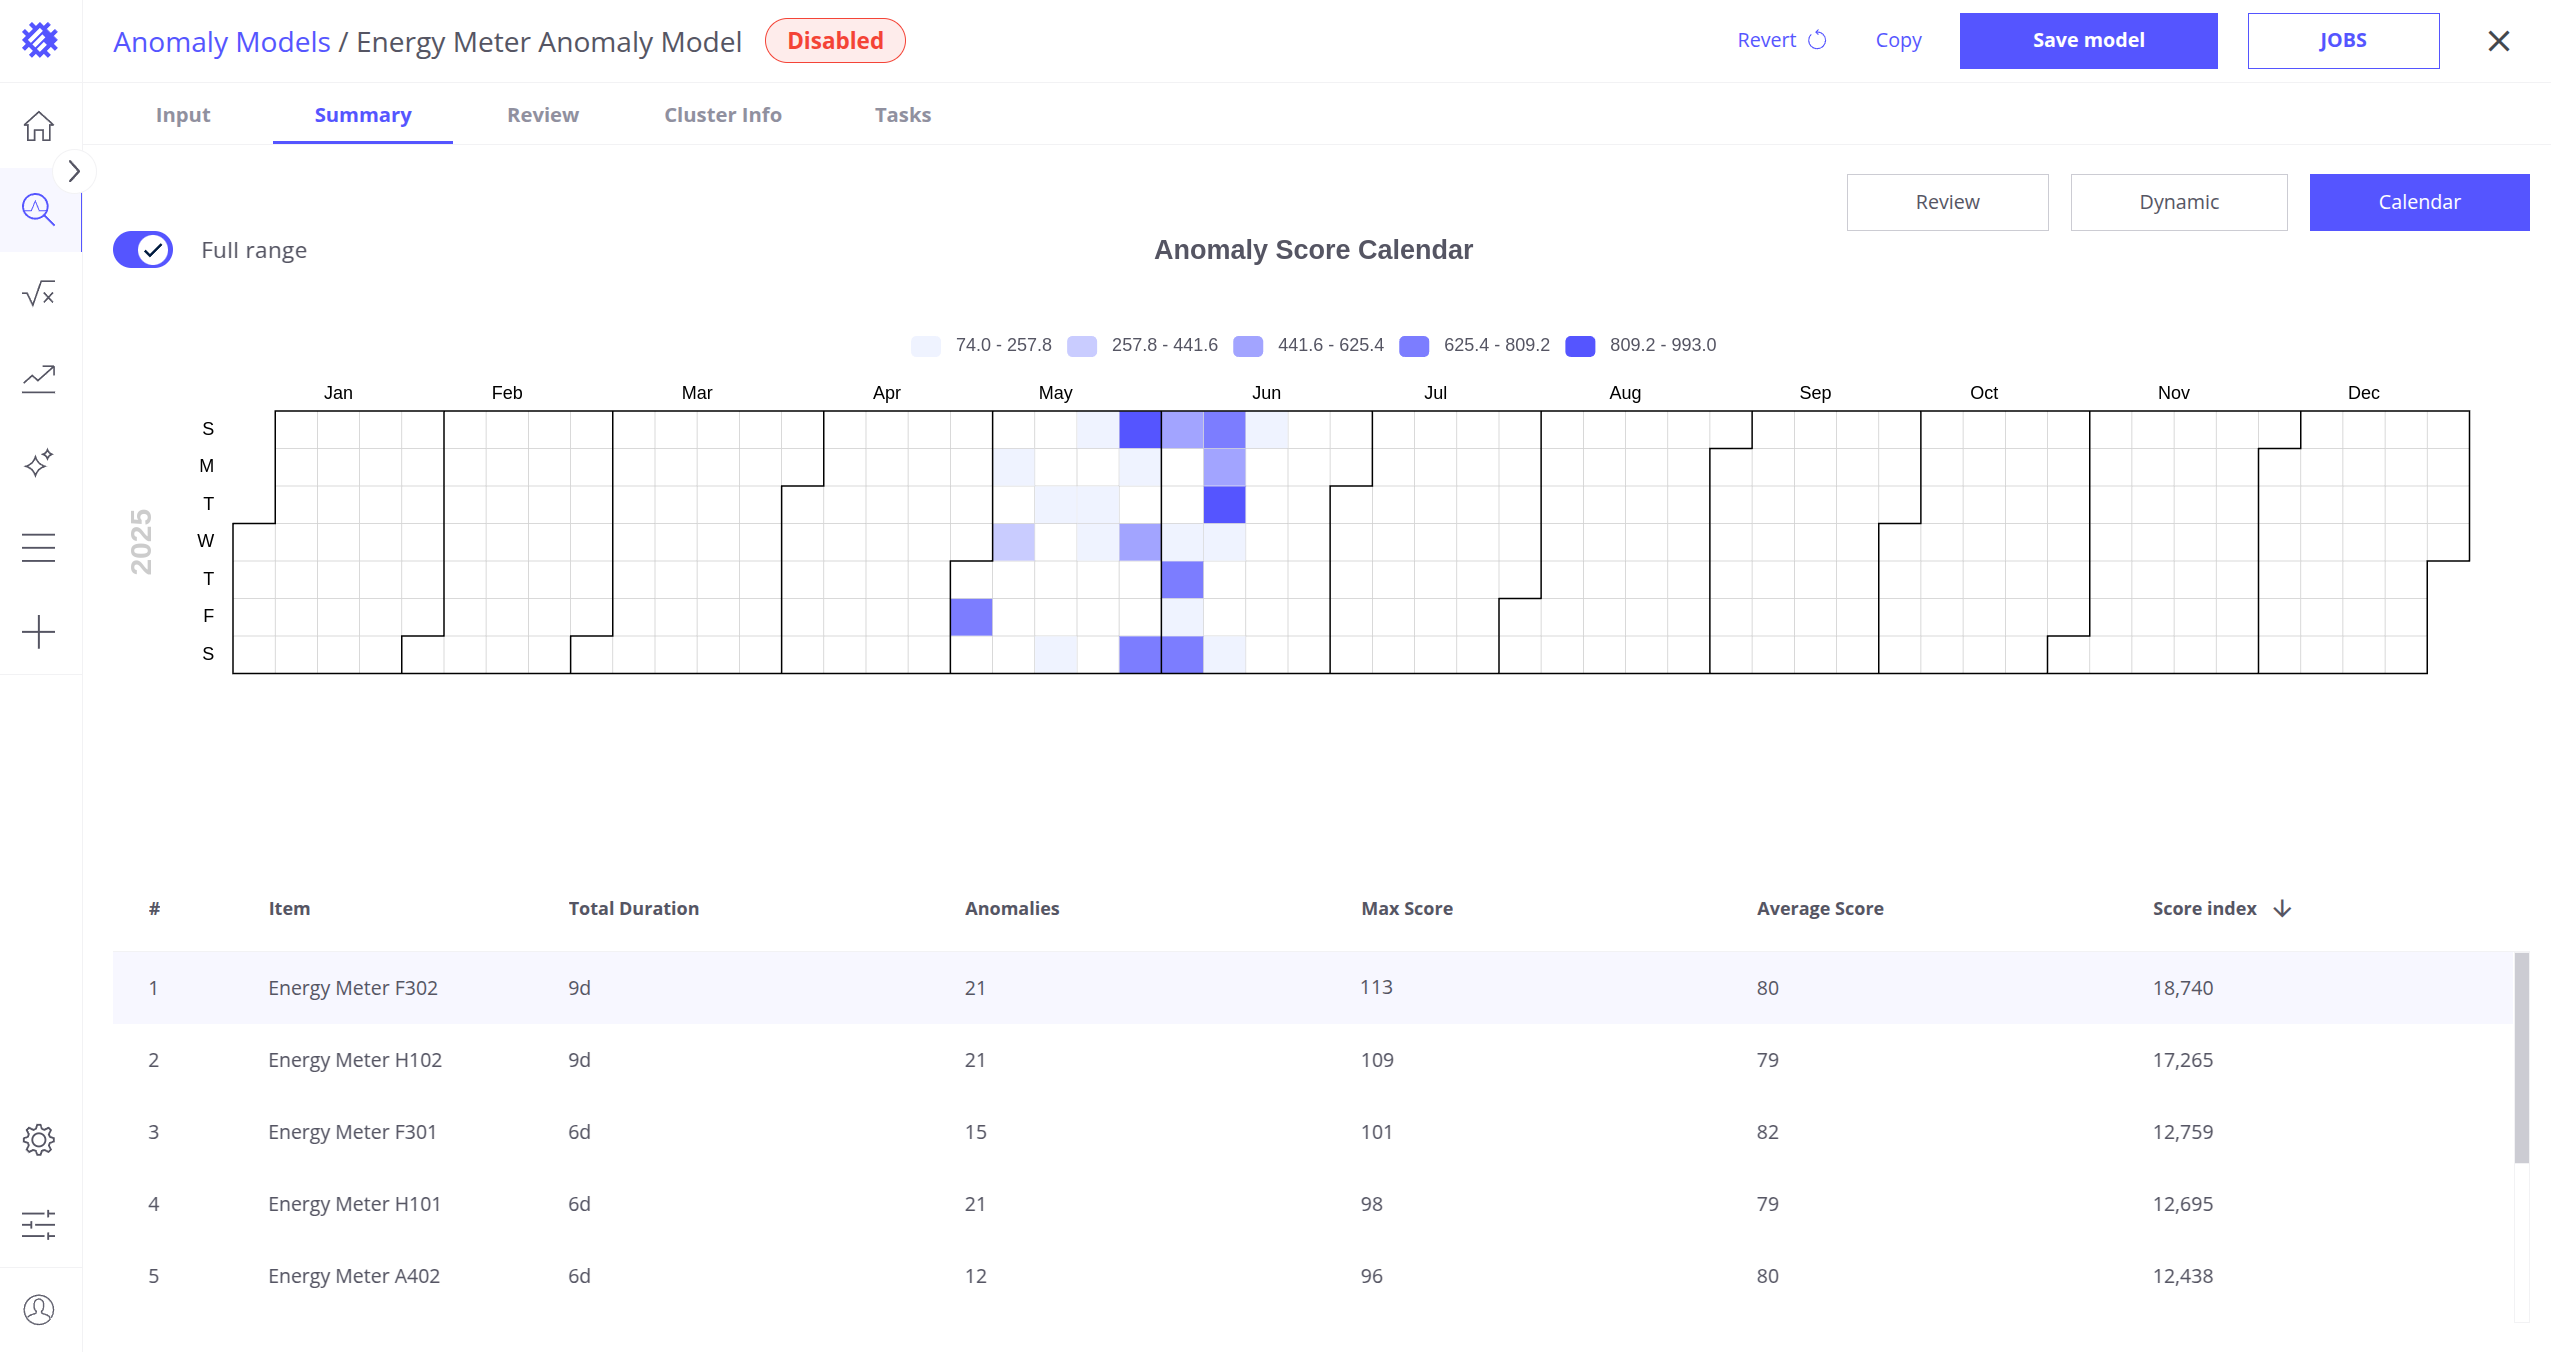 Anomaly Models / Energy Meter Anomaly Model Disabled Revert Copy Save model JOBS
Input Summary Review Cluster Info Tasks
Review Dynamic Calendar
Full range Anomaly Score Calendar
74.0 - 257.8 257.8 - 441.6 441.6 - 625.4 625.4 - 809.2 809.2 - 993.0
Jan Feb Mar Apr May Jun Jul Aug Sep Oct Nov Dec
S
M
T
W
T
F
S
2025
# Item Total Duration Anomalies Max Score Average Score Score index
1 Energy Meter F302 9d 21 113 80 18,740
2 Energy Meter H102 9d 21 109 79 17,265
3 Energy Meter F301 6d 15 101 82 12,759
4 Energy Meter H101 6d 21 98 79 12,695
5 Energy Meter A402 6d 12 96 80 12,438